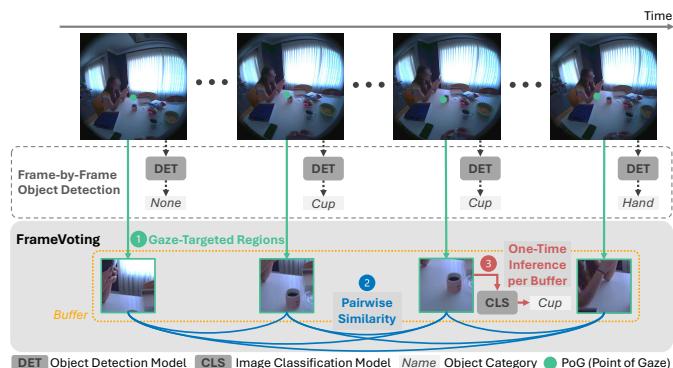 Time
DET DET DET DET
Frame-by-Frame
Object Detection
None Cup Cup Hand
FrameVoting
1 Gaze-Targeted Regions
One-Time
Inference
per Buffer
3
2
Pairwise
Similarity
CLS Cup
Buffer
DET Object Detection Model CLS Image Classification Model Name Object Category PoG (Point of Gaze)